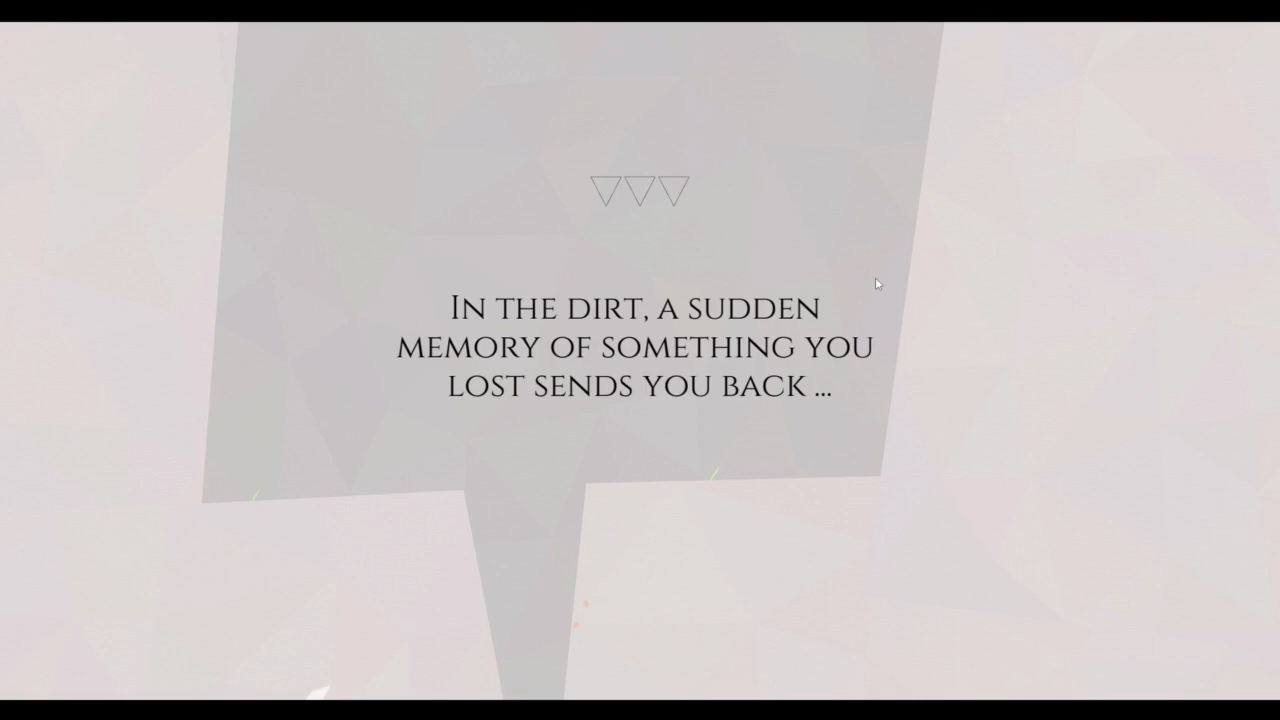 In the dirt, a sudden
memory of something you
lost sends you back ...